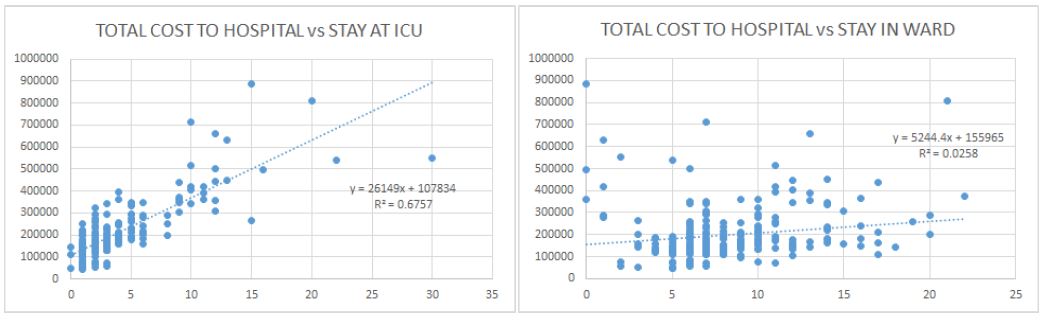 TOTAL COST TO HOSPITAL vs STAY AT ICU
1000000
900000
800000
700000
600000
500000
400000
300000
200000
100000
0
y = 26149x + 107834
R² = 0.6757
0 5 10 15 20 25 30 35
TOTAL COST TO HOSPITAL vs STAY IN WARD
1000000
900000
800000
700000
600000
500000
400000
300000
200000
100000
0
y = 5244.4x + 155965
R² = 0.0258
0 5 10 15 20 25